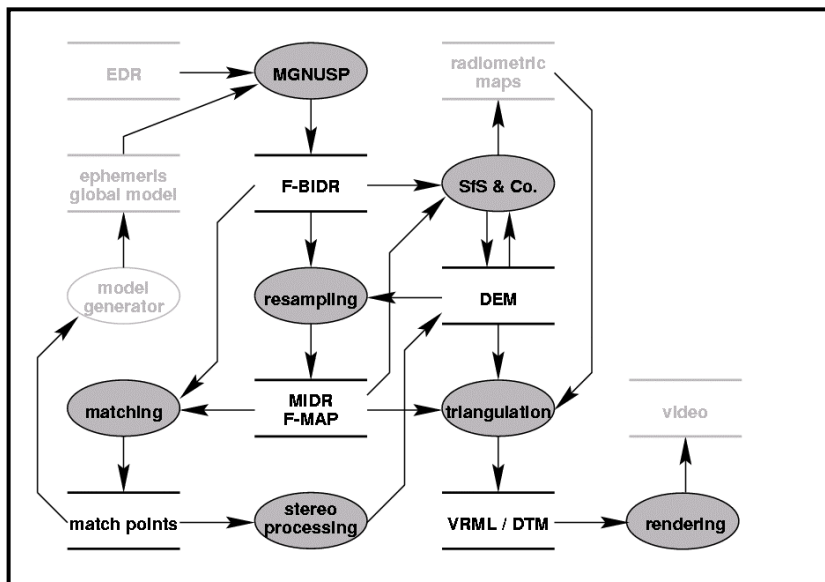 EDR
MGNUSP
radiometric
maps
ephemeris
global model
F-BIDR
SfS & Co.
model
generator
resampling
DEM
matching
MIDR
F-MAP
triangulation
video
match points
stereo
processing
VRML / DTM
rendering